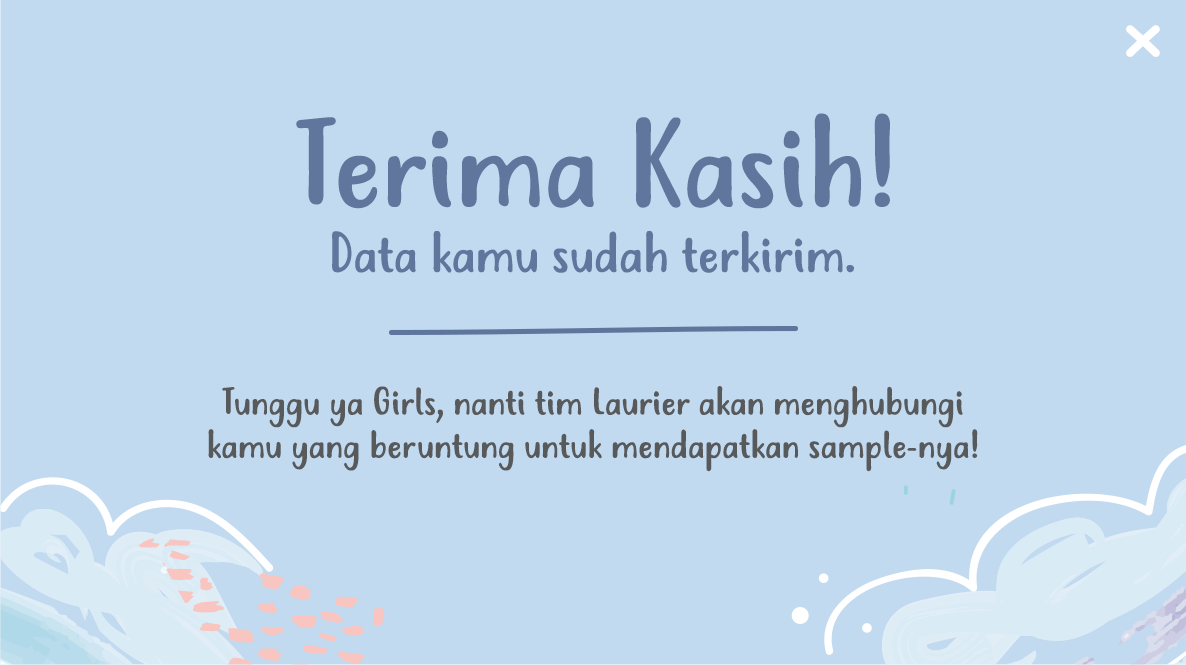 Terima Kasih!
Data kamu sudah terkirim.
Tunggu ya Girls, nanti tim Laurier akan menghubungi
kamu yang beruntung untuk mendapatkan sample-nya!